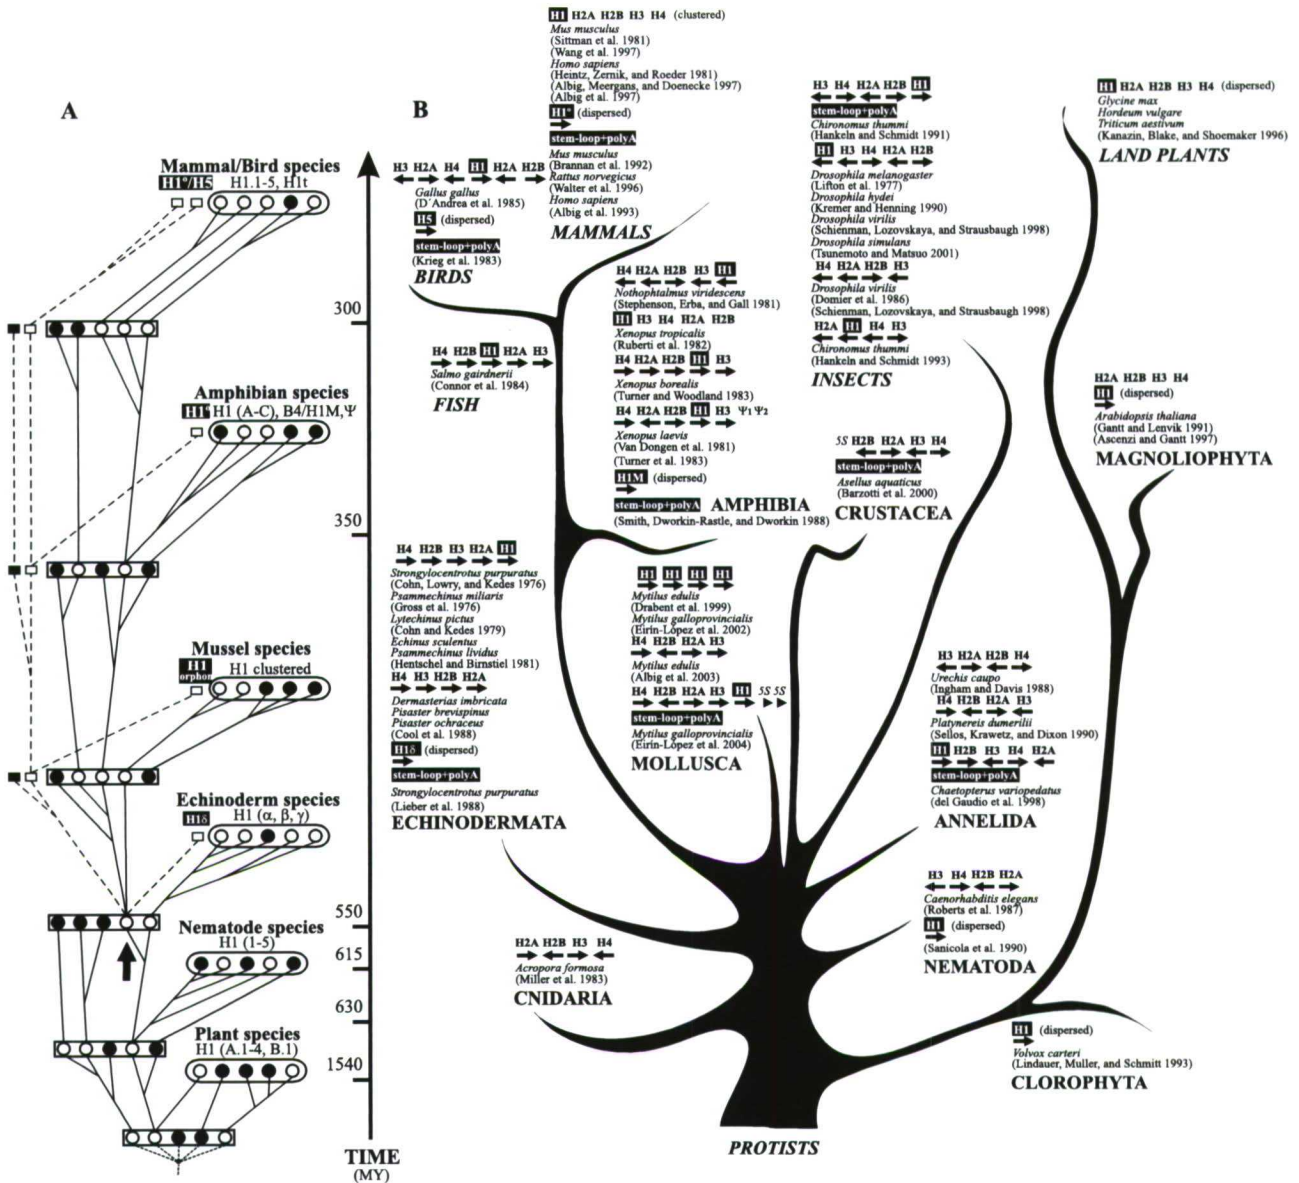 A
Mammal/Bird species
H1°/H5 H1.1-5, H1t
Amphibian species
H1° H1 (A-C), B4/H1M,Ψ
Mussel species
H1 orphon
H1 clustered
Echinoderm species
H1δ H1 (α, β, γ)
Nematode species
H1 (1-5)
Plant species
H1 (A.1-4, B.1)
300
350
550
615
630
1540
TIME
(MY)
B
H1 H2A H2B H3 H4 (clustered)
Mus musculus
(Sittman et al. 1981)
(Wang et al. 1997)
Homo sapiens
(Heintz, Zernik, and Roeder 1981)
(Albig, Meergans, and Doenecke 1997)
(Albig et al. 1997)
H1° (dispersed)
stem-loop+polyA
Mus musculus
(Brannan et al. 1992)
Rattus norvegicus
(Walter et al. 1996)
Homo sapiens
(Albig et al. 1993)
MAMMALS
H3 H2A H4 H1 H2A H2B
Gallus gallus
(D´Andrea et al. 1985)
H5 (dispersed)
stem-loop+polyA
(Krieg et al. 1983)
BIRDS
H4 H2B H1 H2A H3
Salmo gairdnerii
(Connor et al. 1984)
FISH
H4 H2A H2B H3 H1
Nothophtalmus viridescens
(Stephenson, Erba, and Gall 1981)
H1 H3 H4 H2A H2B
Xenopus tropicalis
(Ruberti et al. 1982)
H4 H2A H2B H1 H3
Xenopus borealis
(Turner and Woodland 1983)
H4 H2A H2B H1 H3 Ψ1 Ψ2
Xenopus laevis
(Van Dongen et al. 1981)
(Turner et al. 1983)
H1M (dispersed)
stem-loop+polyA
AMPHIBIA
(Smith, Dworkin-Rastle, and Dworkin 1988)
H3 H4 H2A H2B H1
stem-loop+polyA
Chironomus thummi
(Hankeln and Schmidt 1991)
H1 H3 H4 H2A H2B
Drosophila melanogaster
(Lifton et al. 1977)
Drosophila hydei
(Kremer and Henning 1990)
Drosophila virilis
(Schienman, Lozovskaya, and Strausbaugh 1998)
Drosophila simulans
(Tsunemoto and Matsuo 2001)
H4 H2A H2B H3
Drosophila virilis
(Domier et al. 1986)
(Schienman, Lozovskaya, and Strausbaugh 1998)
H2A H1 H4 H3
Chironomus thummi
(Hankeln and Schmidt 1993)
INSECTS
H1 H2A H2B H3 H4 (dispersed)
Glycine max
Hordeum vulgare
Triticum aestivum
(Kanazin, Blake, and Shoemaker 1996)
LAND PLANTS
H2A H2B H3 H4
H1 (dispersed)
Arabidopsis thaliana
(Gantt and Lenvik 1991)
(Ascenzi and Gantt 1997)
MAGNOLIOPHYTA
5S H2B H2A H3 H4
stem-loop+polyA
Asellus aquaticus
(Barzotti et al. 2000)
CRUSTACEA
H4 H2B H3 H2A H1
Strongylocentrotus purpuratus
(Cohn, Lowry, and Kedes 1976)
Psammechinus miliaris
(Gross et al. 1976)
Lytechinus pictus
(Cohn and Kedes 1979)
Echinus sculentus
Psammechinus lividus
(Hentschel and Birnstiel 1981)
H4 H3 H2B H2A
Dermasterias imbricata
Pisaster brevispinus
Pisaster ochraceus
(Cool et al. 1988)
H1δ (dispersed)
stem-loop+polyA
Strongylocentrotus purpuratus
(Lieber et al. 1988)
ECHINODERMATA
H1 H1 H1 H1
Mytilus edulis
(Drabent et al. 1999)
Mytilus galloprovincialis
(Eirín-López et al. 2002)
H4 H2B H2A H3
Mytilus edulis
(Albig et al. 2003)
H4 H2B H2A H3 H1 5S 5S
stem-loop+polyA
Mytilus galloprovincialis
(Eirín-López et al. 2004)
MOLLUSCA
H3 H2A H2B H4
Urechis caupo
(Ingham and Davis 1988)
H4 H2B H2A H3
Platynereis dumerilii
(Sellos, Krawetz, and Dixon 1990)
H1 H2B H3 H4 H2A
stem-loop+polyA
Chaetopterus variopedatus
(del Gaudio et al. 1998)
ANNELIDA
H3 H4 H2B H2A
Caenorhabditis elegans
(Roberts et al. 1987)
H1 (dispersed)
(Sanicola et al. 1990)
NEMATODA
H2A H2B H3 H4
Acropora formosa
(Miller et al. 1983)
CNIDARIA
H1 (dispersed)
Volvox carteri
(Lindauer, Muller, and Schmitt 1993)
CLOROPHYTA
PROTISTS